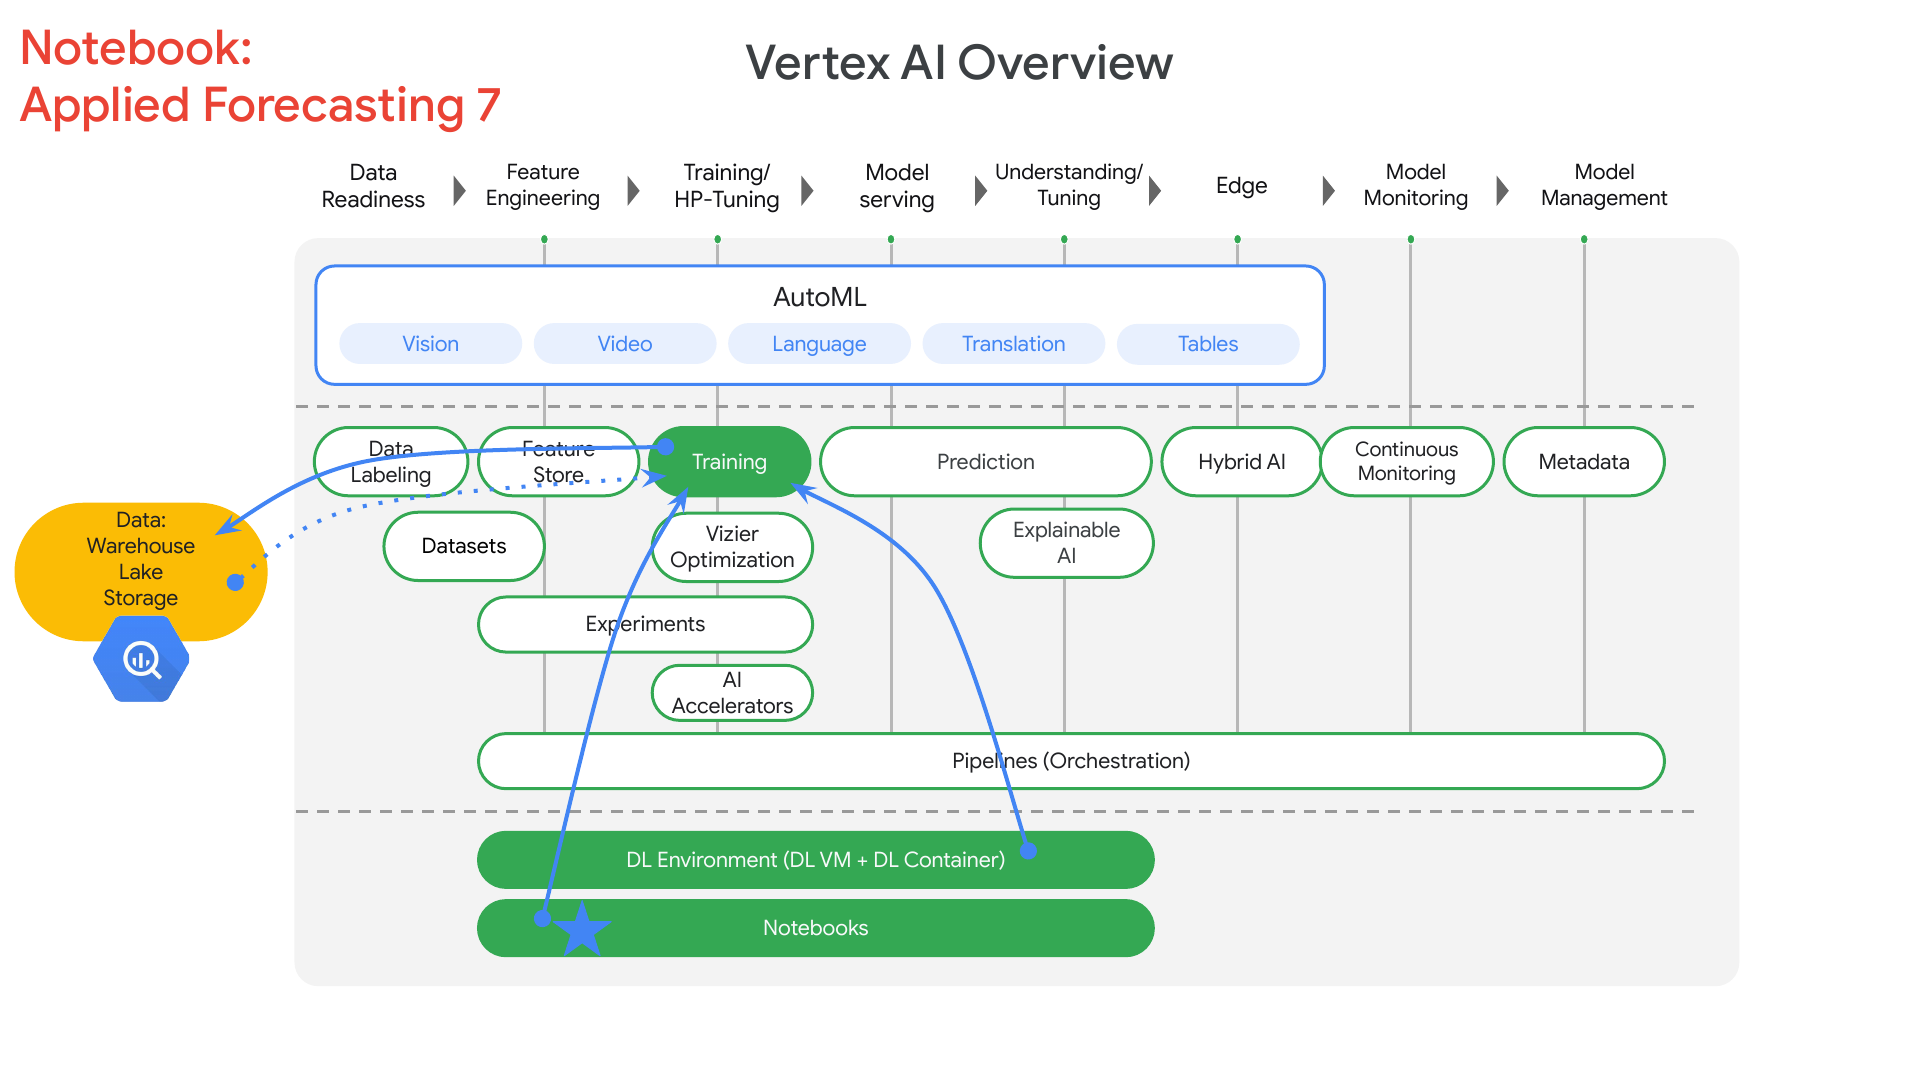 Notebook:
Applied Forecasting 7
Vertex AI Overview
Data
Readiness
Feature
Engineering
Training/
HP-Tuning
Model
serving
Understanding/
Tuning
Edge
Model
Monitoring
Model
Management
AutoML
Vision
Video
Language
Translation
Tables
Data
Labeling
Feature
Store
Training
Prediction
Hybrid AI
Continuous
Monitoring
Metadata
Data:
Warehouse
Lake
Storage
Datasets
Vizier
Optimization
Explainable
AI
Experiments
AI
Accelerators
Pipelines (Orchestration)
DL Environment (DL VM + DL Container)
Notebooks